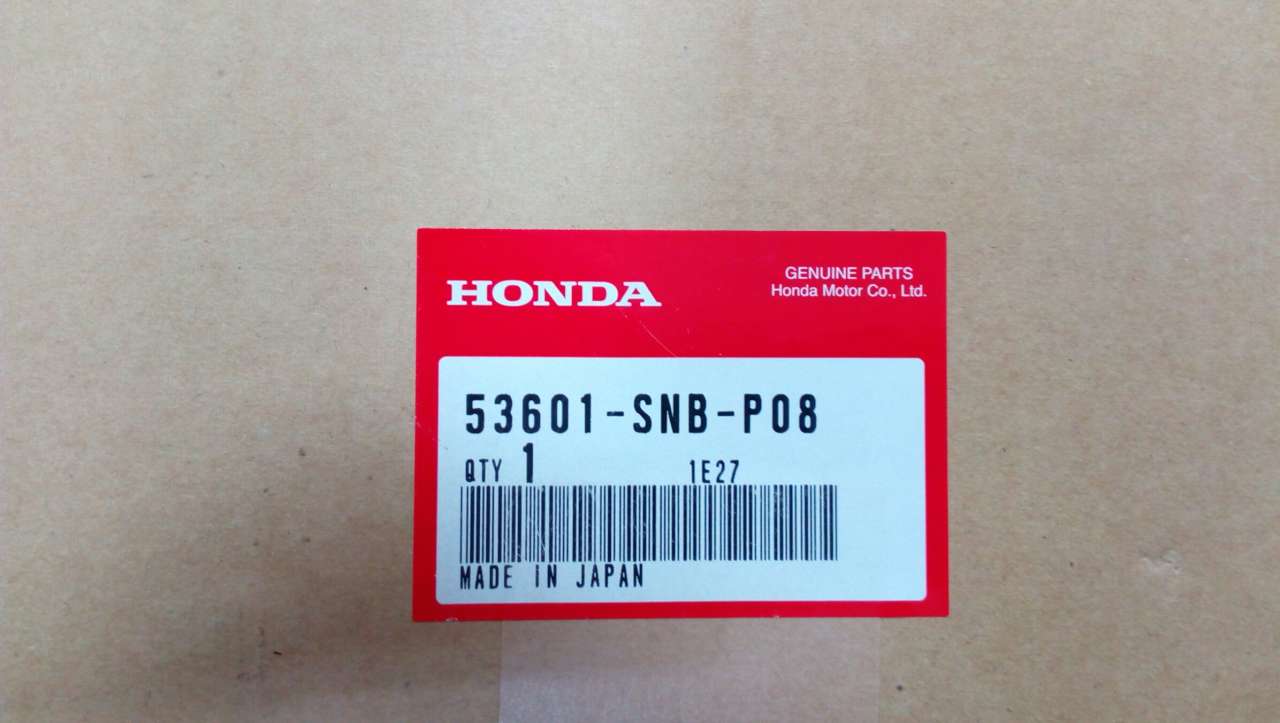 HONDA
GENUINE PARTS
Honda Motor Co., Ltd.
53601-SNB-P08
QTY 1 1E27
MADE IN JAPAN